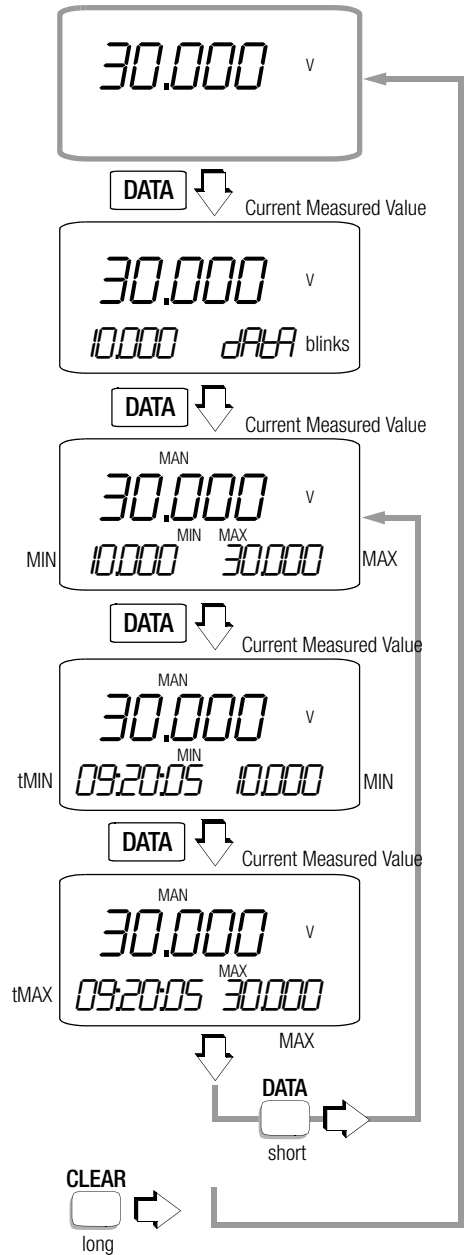 30.000 V
DATA
Current Measured Value
30.000 V
10.000 dAtA blinks
DATA
Current Measured Value
MAN
30.000 V
MIN MAX
MIN 10.000 30.000 MAX
DATA
Current Measured Value
MAN
30.000 V
MIN
tMIN 09:20:05 10.000 MIN
DATA
Current Measured Value
MAN
30.000 V
MAX
tMAX 09:20:05 30.000
MAX
DATA
short
CLEAR
long